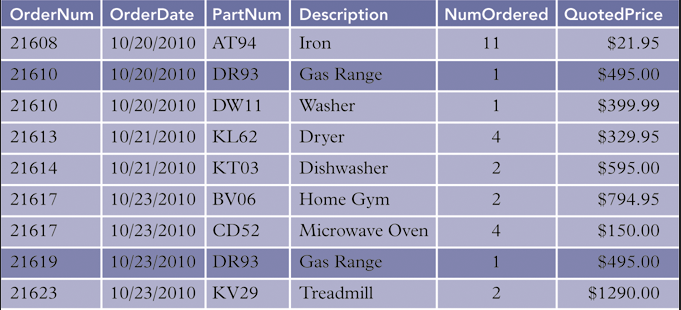 OrderNum OrderDate PartNum Description NumOrdered QuotedPrice
21608 10/20/2010 AT94 Iron 11 $21.95
21610 10/20/2010 DR93 Gas Range 1 $495.00
21610 10/20/2010 DW11 Washer 1 $399.99
21613 10/21/2010 KL62 Dryer 4 $329.95
21614 10/21/2010 KT03 Dishwasher 2 $595.00
21617 10/23/2010 BV06 Home Gym 2 $794.95
21617 10/23/2010 CD52 Microwave Oven 4 $150.00
21619 10/23/2010 DR93 Gas Range 1 $495.00
21623 10/23/2010 KV29 Treadmill 2 $1290.00